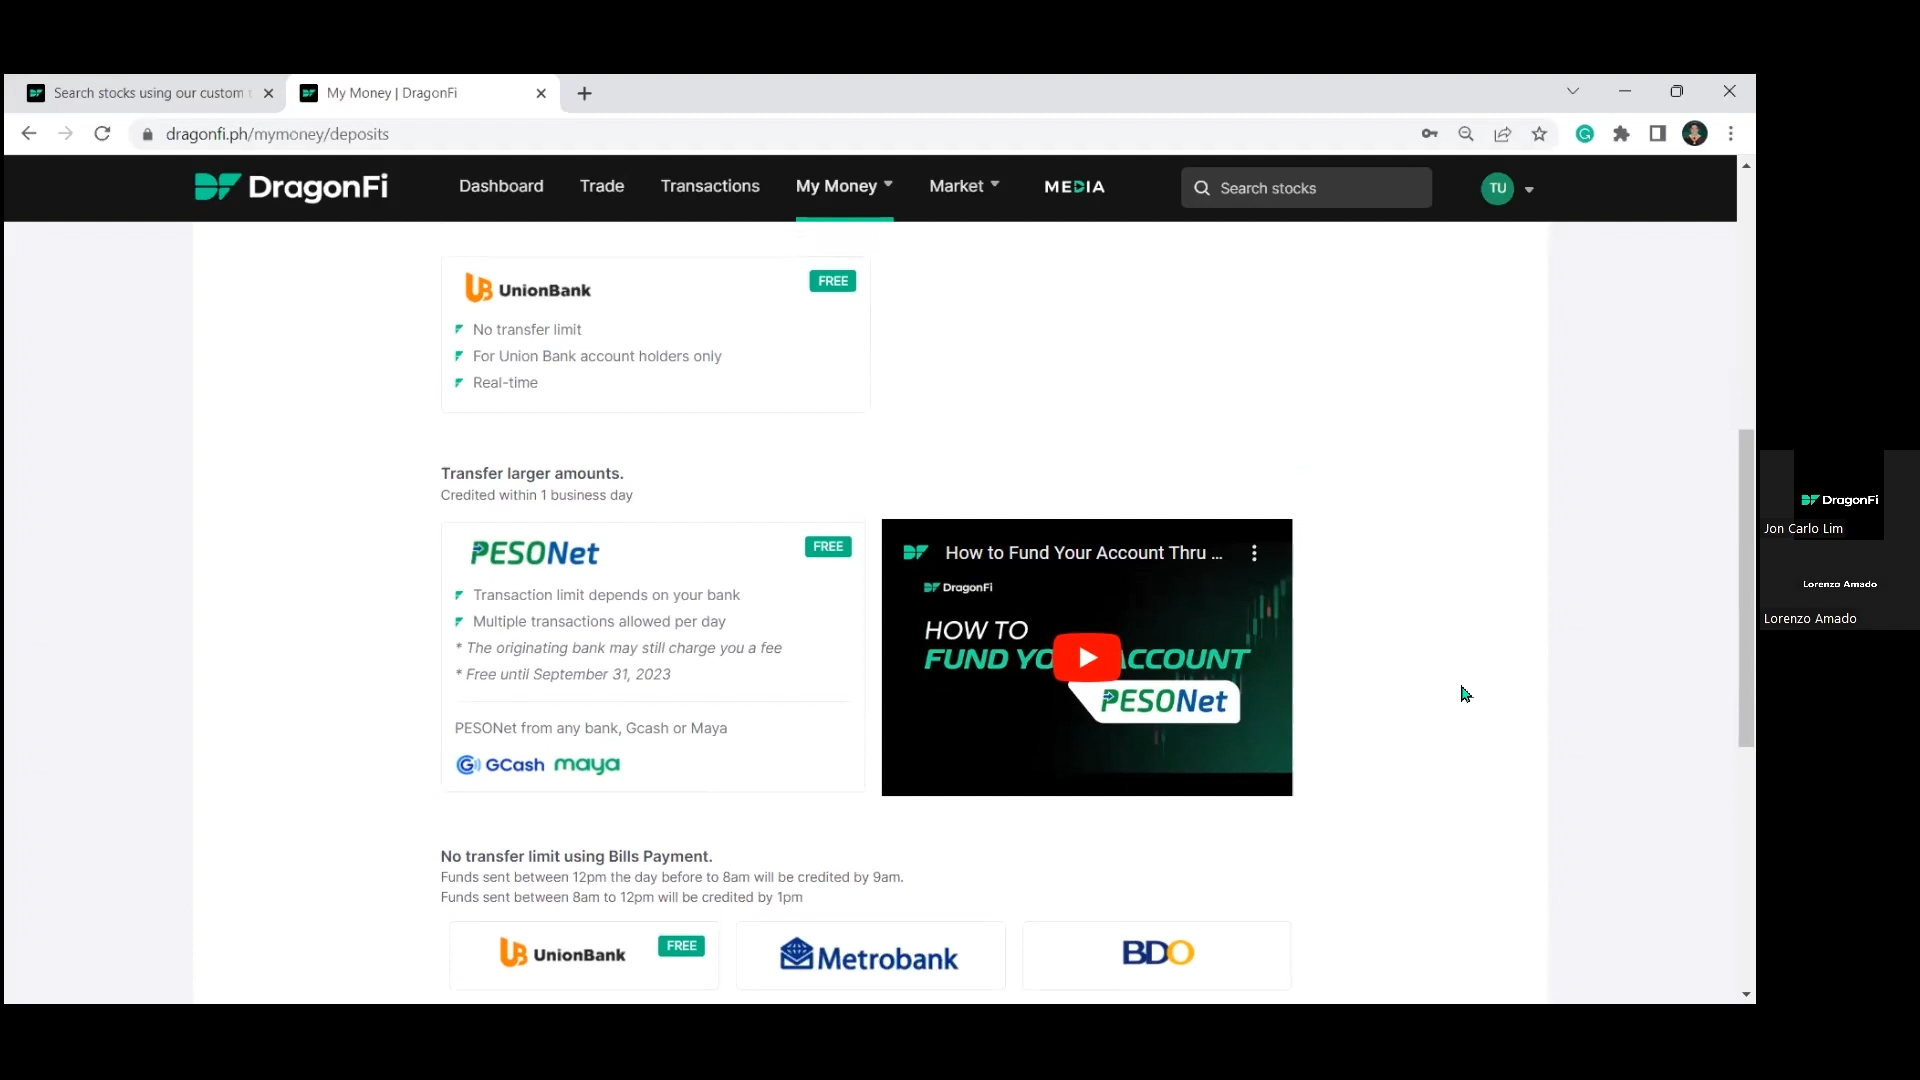 Search stocks using our custom
My Money | DragonFi
dragonfi.ph/mymoney/deposits
DragonFi
Dashboard
Trade
Transactions
My Money
Market
MEDIA
Search stocks
TU
UnionBank
FREE
No transfer limit
For Union Bank account holders only
Real-time
Transfer larger amounts.
Credited within 1 business day
PESONet
FREE
Transaction limit depends on your bank
Multiple transactions allowed per day
* The originating bank may still charge you a fee
* Free until September 31, 2023
PESONet from any bank, Gcash or Maya
GCash maya
How to Fund Your Account Thru ...
DragonFi
HOW TO
FUND YO CCOUNT
PESONet
No transfer limit using Bills Payment.
Funds sent between 12pm the day before to 8am will be credited by 9am.
Funds sent between 8am to 12pm will be credited by 1pm
UnionBank
FREE
Metrobank
BDO
DragonFi
Jon Carlo Lim
Lorenzo Amado
Lorenzo Amado